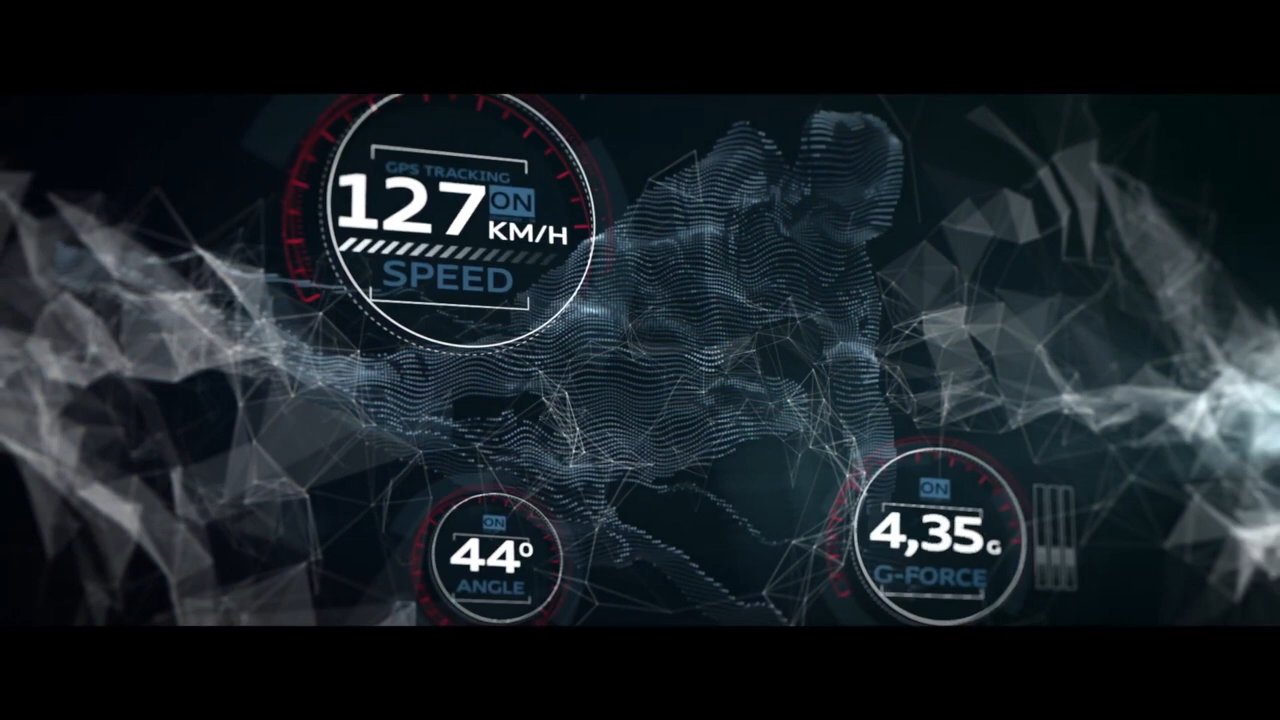 GPS TRACKING
127 ON
KM/H
SPEED
ON
44°
ANGLE
ON
4,35G
G-FORCE